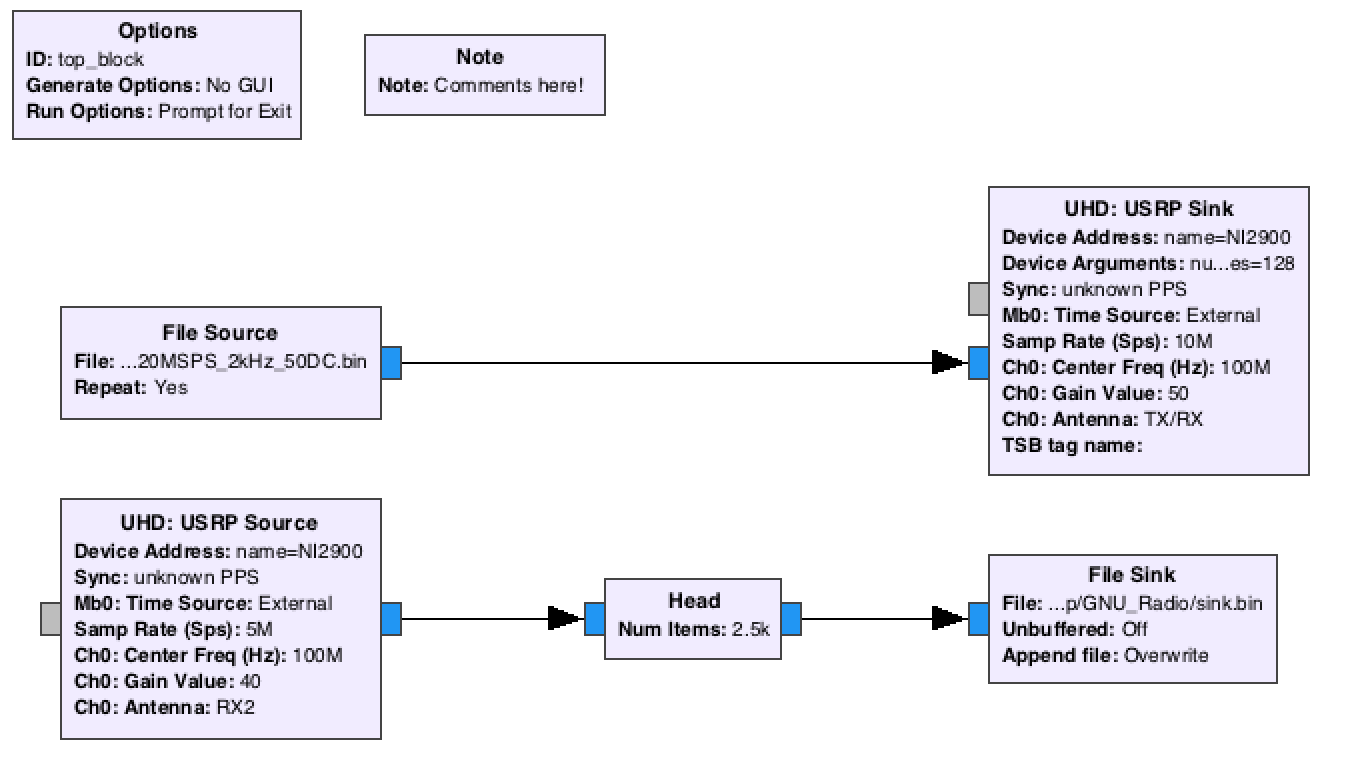 Options
ID: top_block
Generate Options: No GUI
Run Options: Prompt for Exit
Note
Note: Comments here!
UHD: USRP Sink
Device Address: name=NI2900
Device Arguments: nu...es=128
Sync: unknown PPS
Mb0: Time Source: External
Samp Rate (Sps): 10M
Ch0: Center Freq (Hz): 100M
Ch0: Gain Value: 50
Ch0: Antenna: TX/RX
TSB tag name:
File Source
File: ...20MSPS_2kHz_50DC.bin
Repeat: Yes
UHD: USRP Source
Device Address: name=NI2900
Sync: unknown PPS
Mb0: Time Source: External
Samp Rate (Sps): 5M
Ch0: Center Freq (Hz): 100M
Ch0: Gain Value: 40
Ch0: Antenna: RX2
Head
Num Items: 2.5k
File Sink
File: ...p/GNU_Radio/sink.bin
Unbuffered: Off
Append file: Overwrite